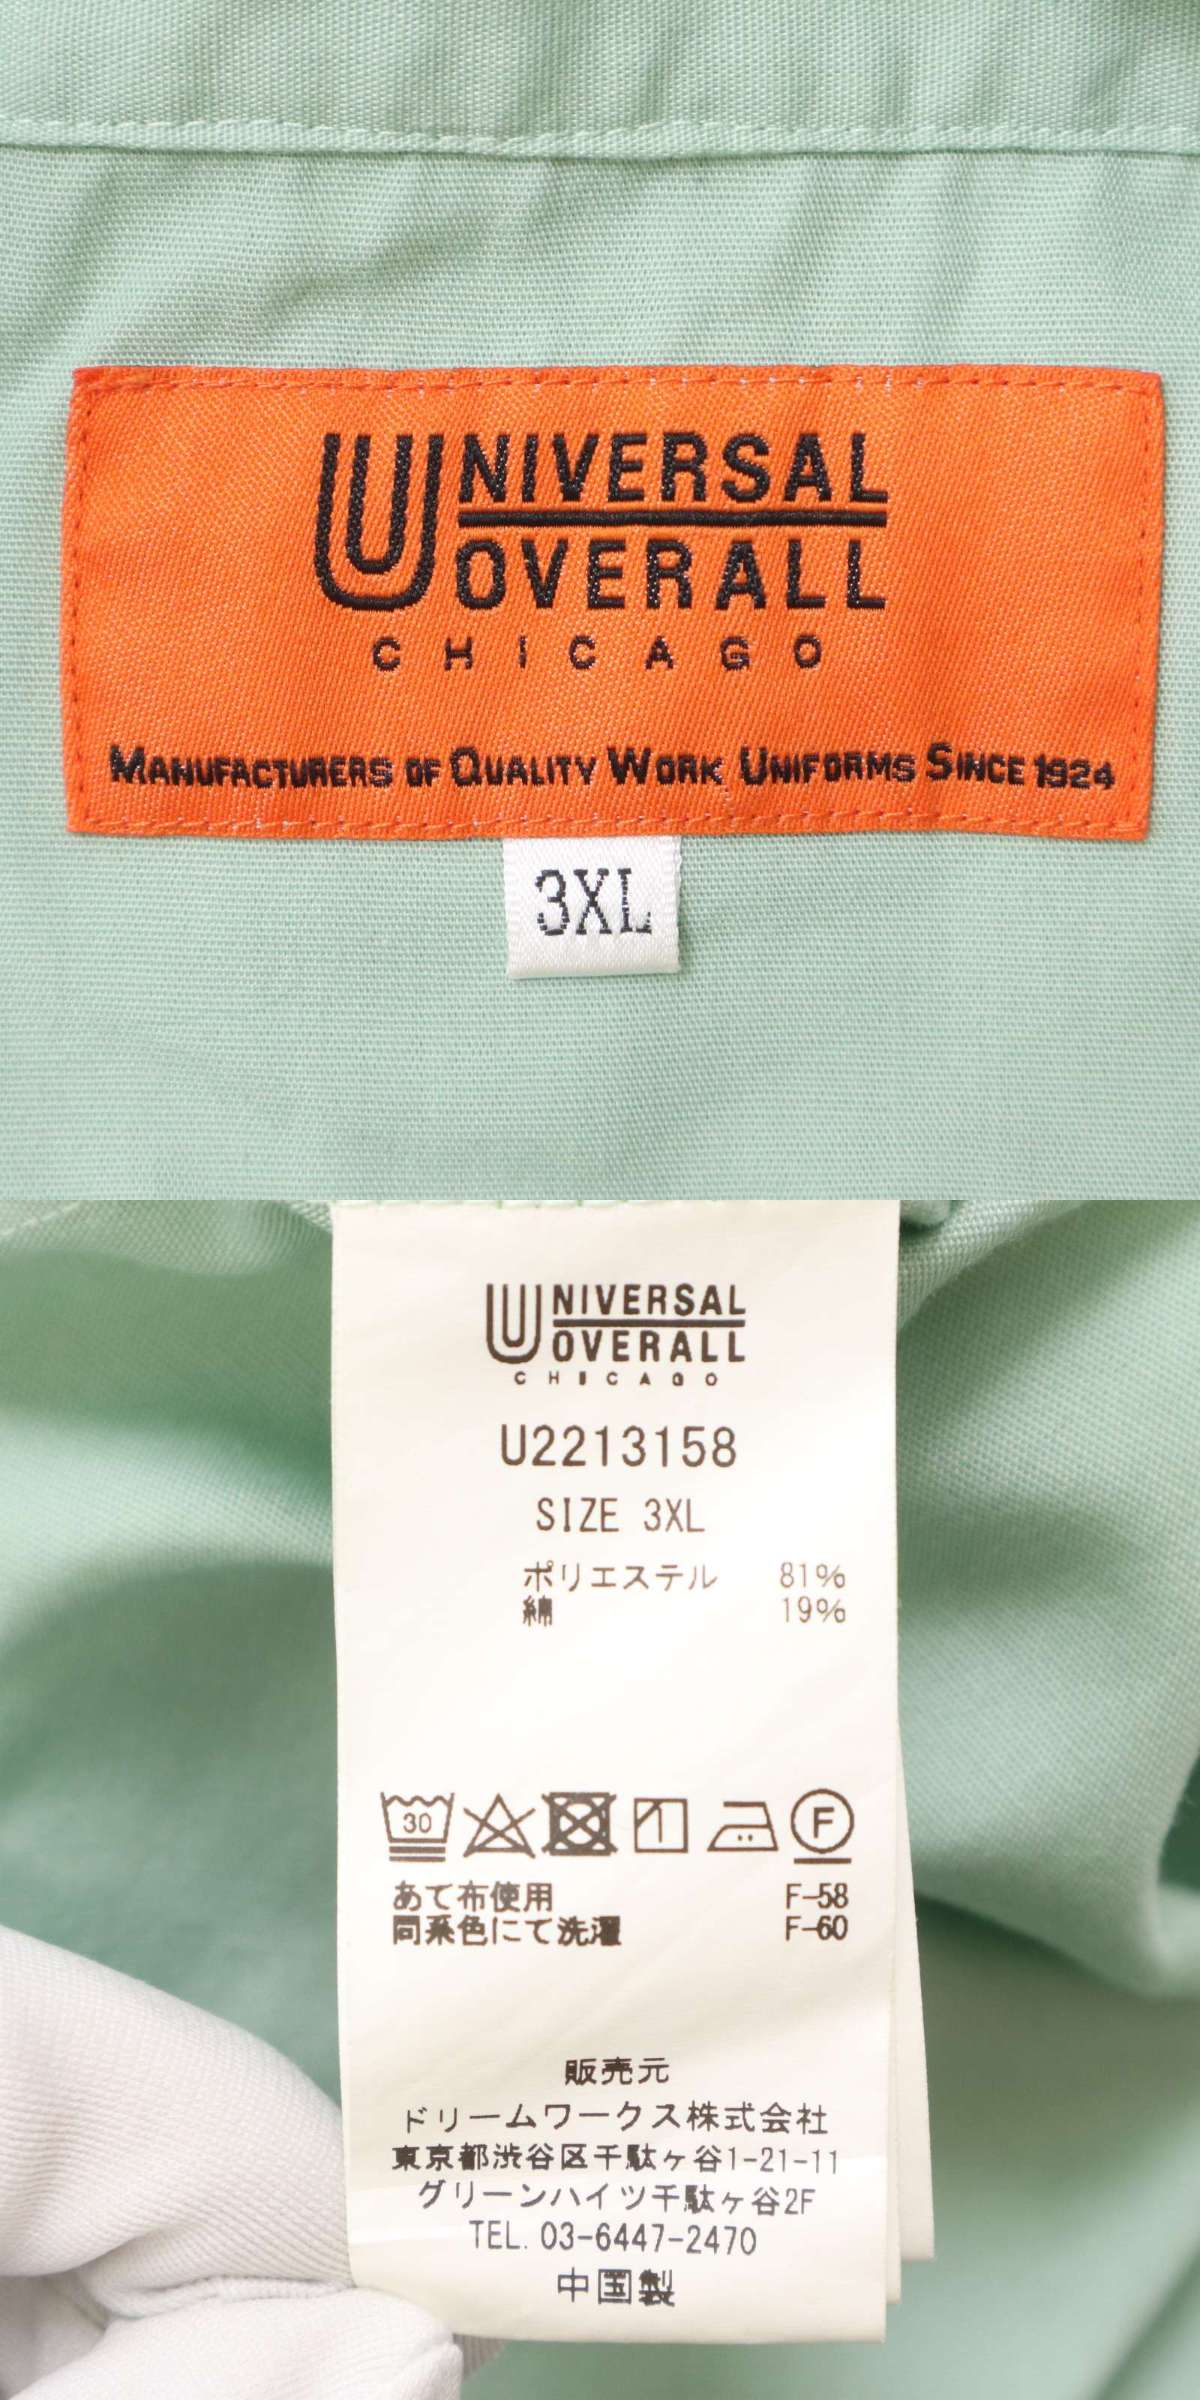 UNIVERSAL
OVERALL
CHICAGO
MANUFACTURERS OF QUALITY WORK UNIFORMS SINCE 1924
3XL
UNIVERSAL
OVERALL
CHICAGO
U2213158
SIZE 3XL
ポリエステル 81%
綿 19%
30 F
あて布使用 F-58
同系色にて洗濯 F-60
販売元
ドリームワークス株式会社
東京都渋谷区千駄ヶ谷1-21-11
グリーンハイツ千駄ヶ谷2F
TEL. 03-6447-2470
中国製